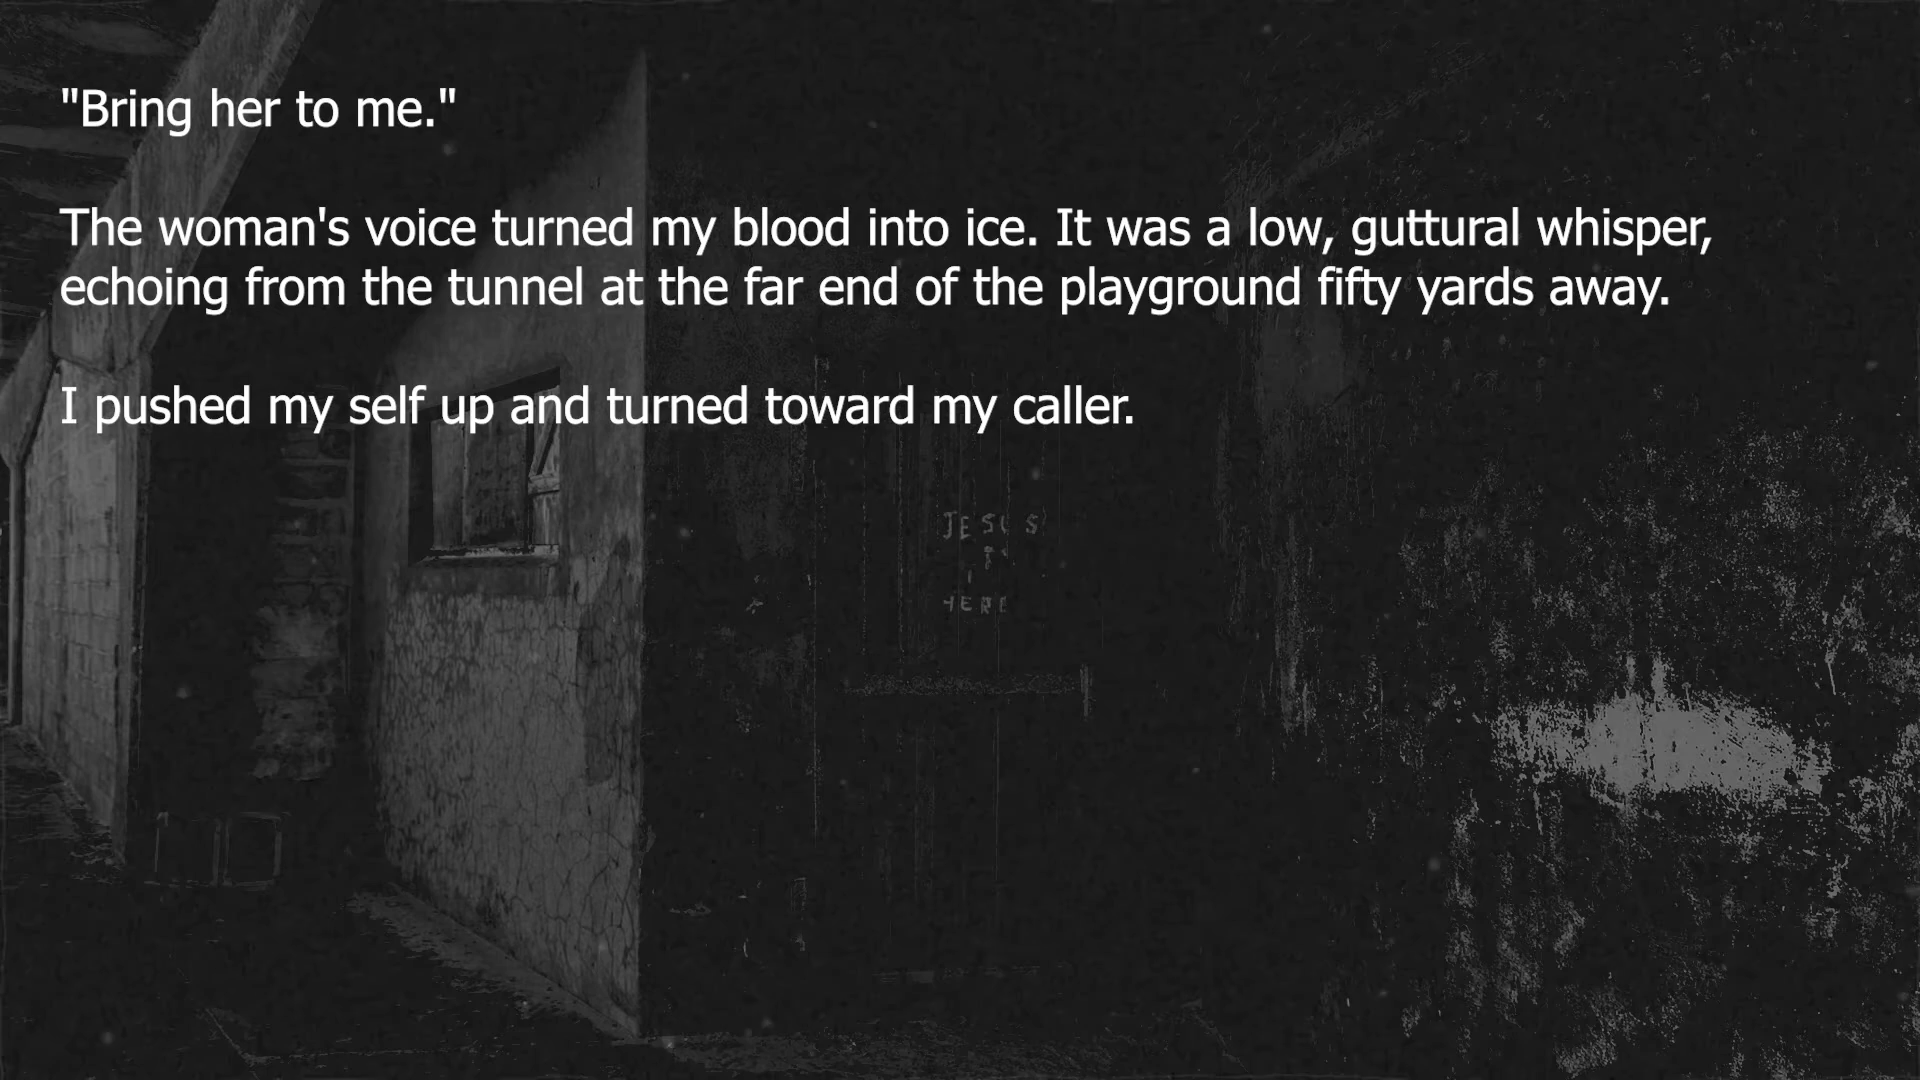 "Bring her to me."
The woman's voice turned my blood into ice. It was a low, guttural whisper,
echoing from the tunnel at the far end of the playground fifty yards away.
I pushed my self up and turned toward my caller.
JESUS
HERE